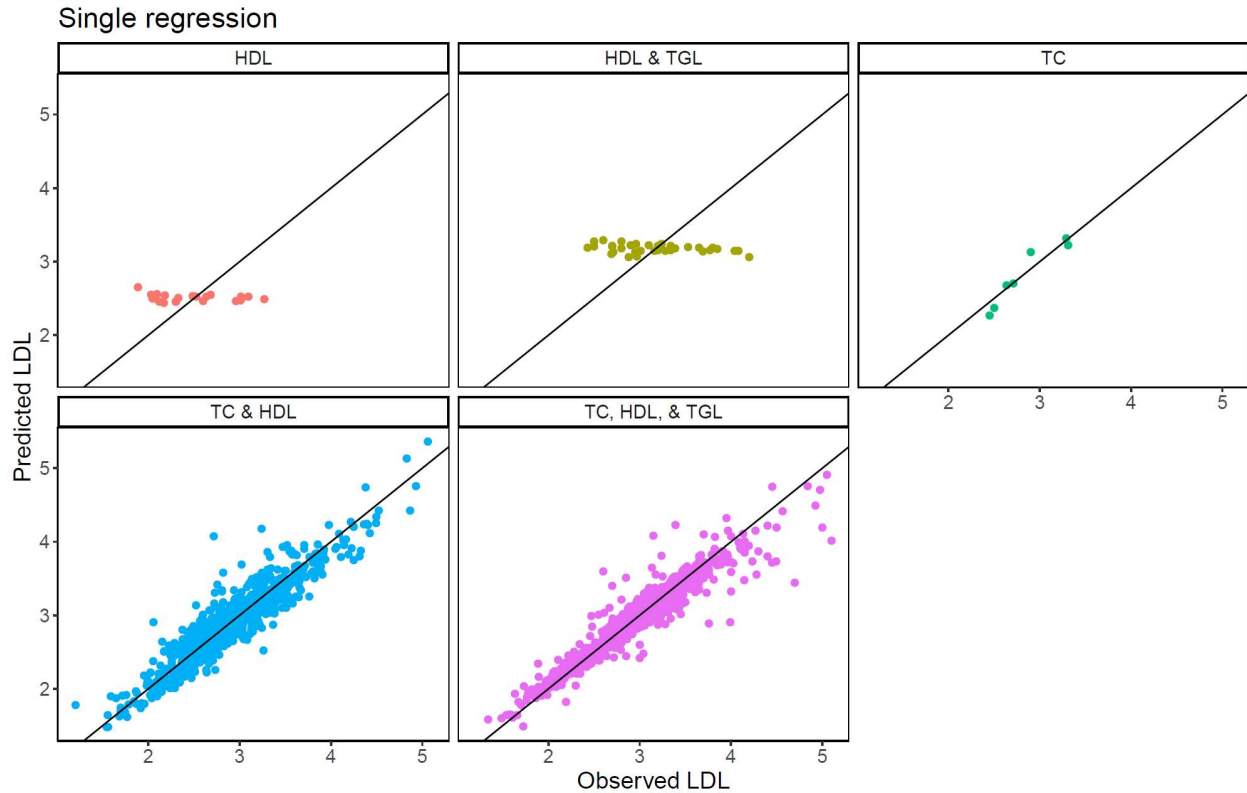 Single regression
HDL
HDL & TGL
TC
5
4
3
2
2 3 4 5
TC & HDL
TC, HDL, & TGL
5
4
3
2
2 3 4 5
2 3 4 5
Predicted LDL
Observed LDL